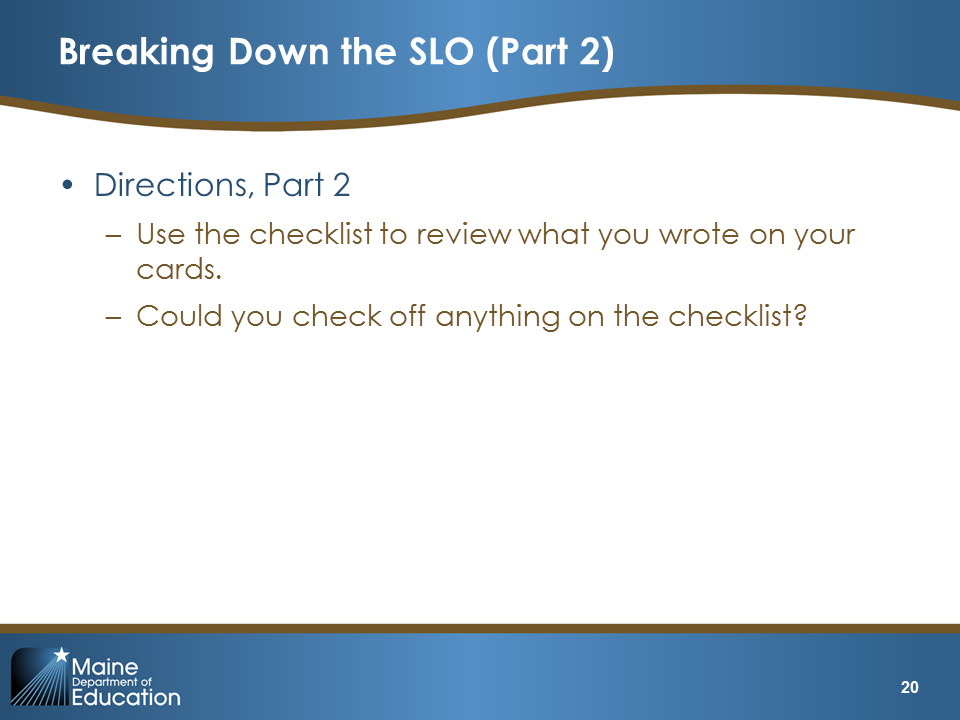 Breaking Down the SLO (Part 2)
• Directions, Part 2
– Use the checklist to review what you wrote on your
cards.
– Could you check off anything on the checklist?
Maine
Department of
Education
20